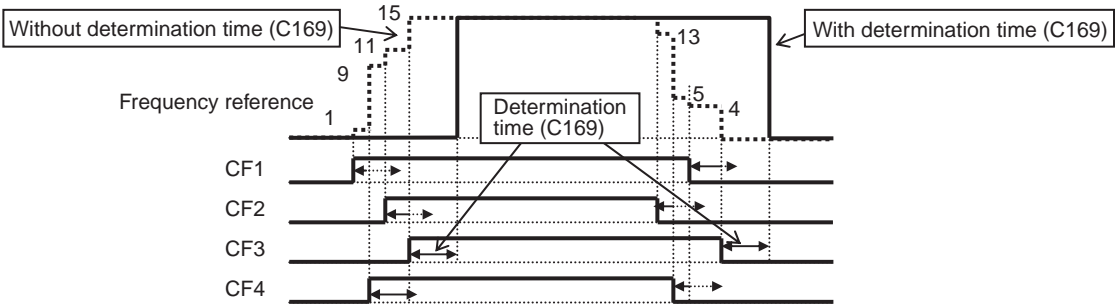 Without determination time (C169)
15
11
9
1
13
5
4
With determination time (C169)
Frequency reference
Determination
time (C169)
CF1
CF2
CF3
CF4